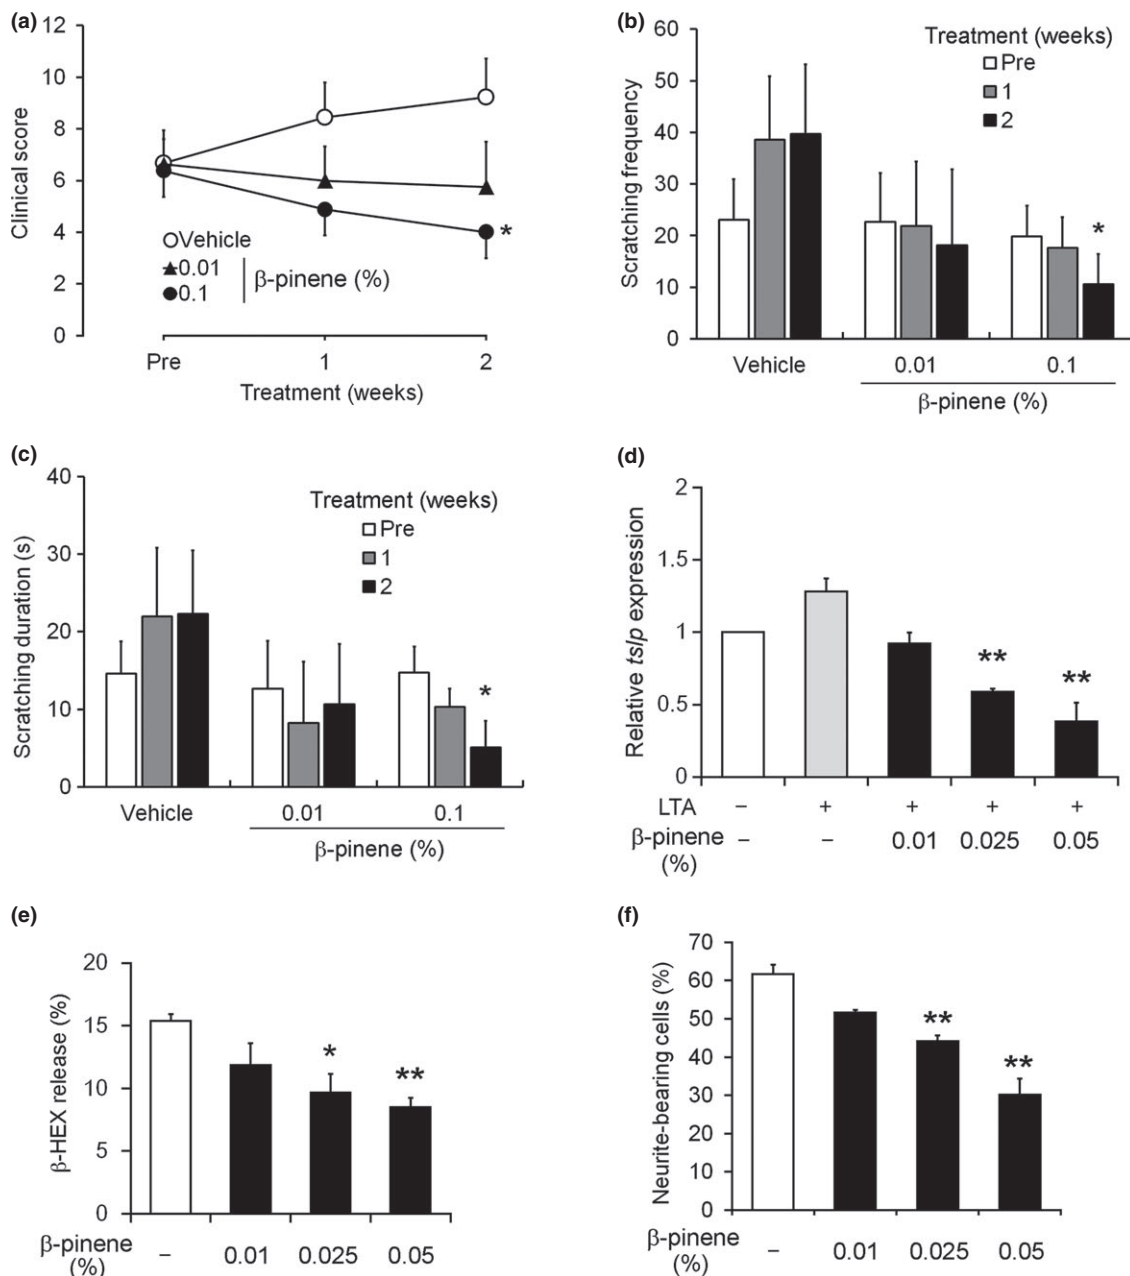 (a)
12
10
8
6
4
2
0
Clinical score
Vehicle
0.01
0.1
β-pinene (%)
*
Pre 1 2
Treatment (weeks)
(b)
50
60
40
30
20
10
0
Scratching frequency
Treatment (weeks)
Pre
1
2
*
Vehicle 0.01 0.1
β-pinene (%)
(c)
40
30
20
10
0
Scratching duration (s)
Treatment (weeks)
Pre
1
2
*
Vehicle 0.01 0.1
β-pinene (%)
(d)
2
1.5
1
0.5
0
Relative tslp expression
** **
LTA – + + + +
β-pinene – – 0.01 0.025 0.05
(%)
(e)
20
15
10
5
0
β-HEX release (%)
* **
β-pinene – 0.01 0.025 0.05
(%)
(f)
70
60
50
40
30
20
10
0
Neurite-bearing cells (%)
** **
β-pinene – 0.01 0.025 0.05
(%)